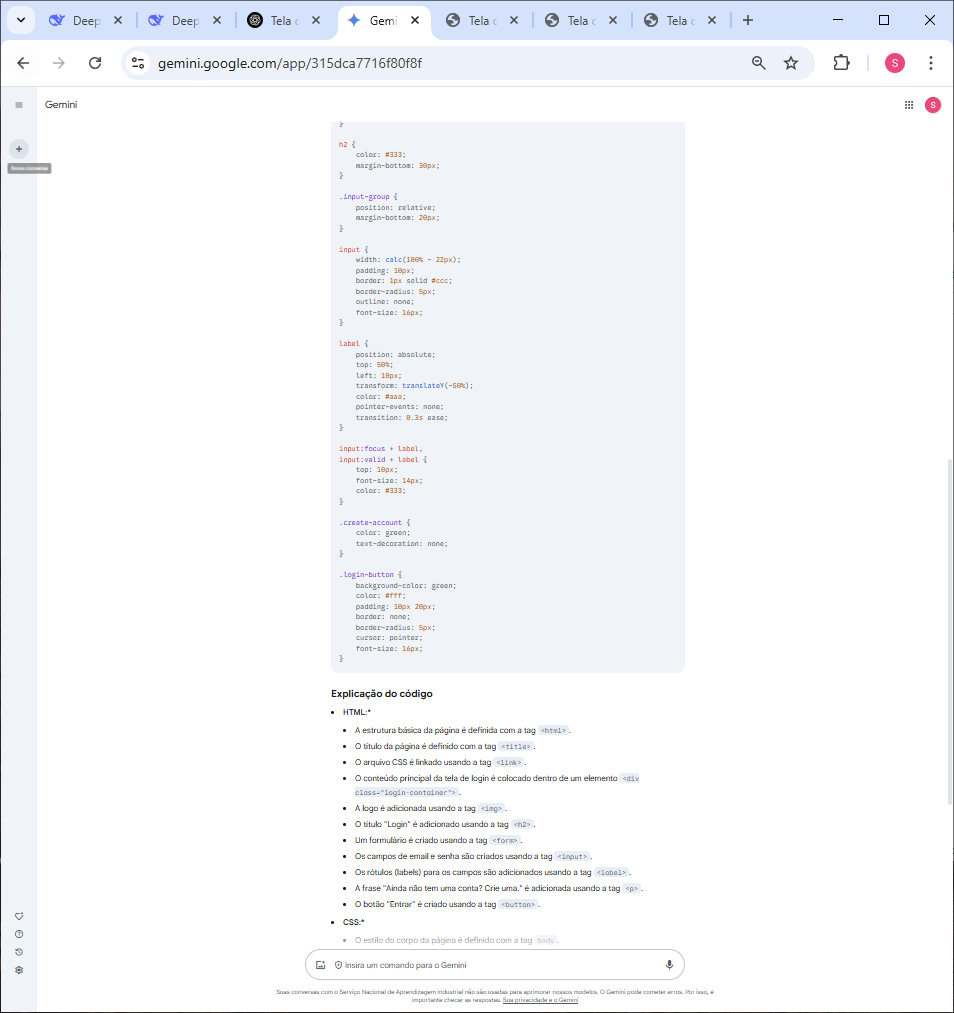 Deep
Deep
Tela c
Gemi
Tela c
Tela c
Tela c
gemini.google.com/app/315dca7716f80f8f
S
Gemini
S
Nova conversa
}
h2 {
color: #333;
margin-bottom: 30px;
}
.input-group {
position: relative;
margin-bottom: 20px;
}
input {
width: calc(100% - 22px);
padding: 10px;
border: 1px solid #ccc;
border-radius: 5px;
outline: none;
font-size: 16px;
}
label {
position: absolute;
top: 50%;
left: 10px;
transform: translateY(-50%);
color: #aaa;
pointer-events: none;
transition: 0.3s ease;
}
input:focus + label,
input:valid + label {
top: 10px;
font-size: 14px;
color: #333;
}
.create-account {
color: green;
text-decoration: none;
}
.login-button {
background-color: green;
color: #fff;
padding: 10px 20px;
border: none;
border-radius: 5px;
cursor: pointer;
font-size: 16px;
}
Explicação do código
• HTML:*
• A estrutura básica da página é definida com a tag <html>.
• O título da página é definido com a tag <title>.
• O arquivo CSS é linkado usando a tag <link>.
• O conteúdo principal da tela de login é colocado dentro de um elemento <div
class="login-container">.
• A logo é adicionada usando a tag <img>.
• O título "Login" é adicionado usando a tag <h2>.
• Um formulário é criado usando a tag <form>.
• Os campos de email e senha são criados usando a tag <input>.
• Os rótulos (labels) para os campos são adicionados usando a tag <label>.
• A frase "Ainda não tem uma conta? Crie uma." é adicionada usando a tag <p>.
• O botão "Entrar" é criado usando a tag <button>.
• CSS:*
• O estilo do corpo da página é definido com a tag body.
Insira um comando para o Gemini
Suas conversas com o Serviço Nacional de Aprendizagem Industrial não são usadas para aprimorar nossos modelos. O Gemini pode cometer erros. Por isso, é
importante checar as respostas. Sua privacidade e o Gemini